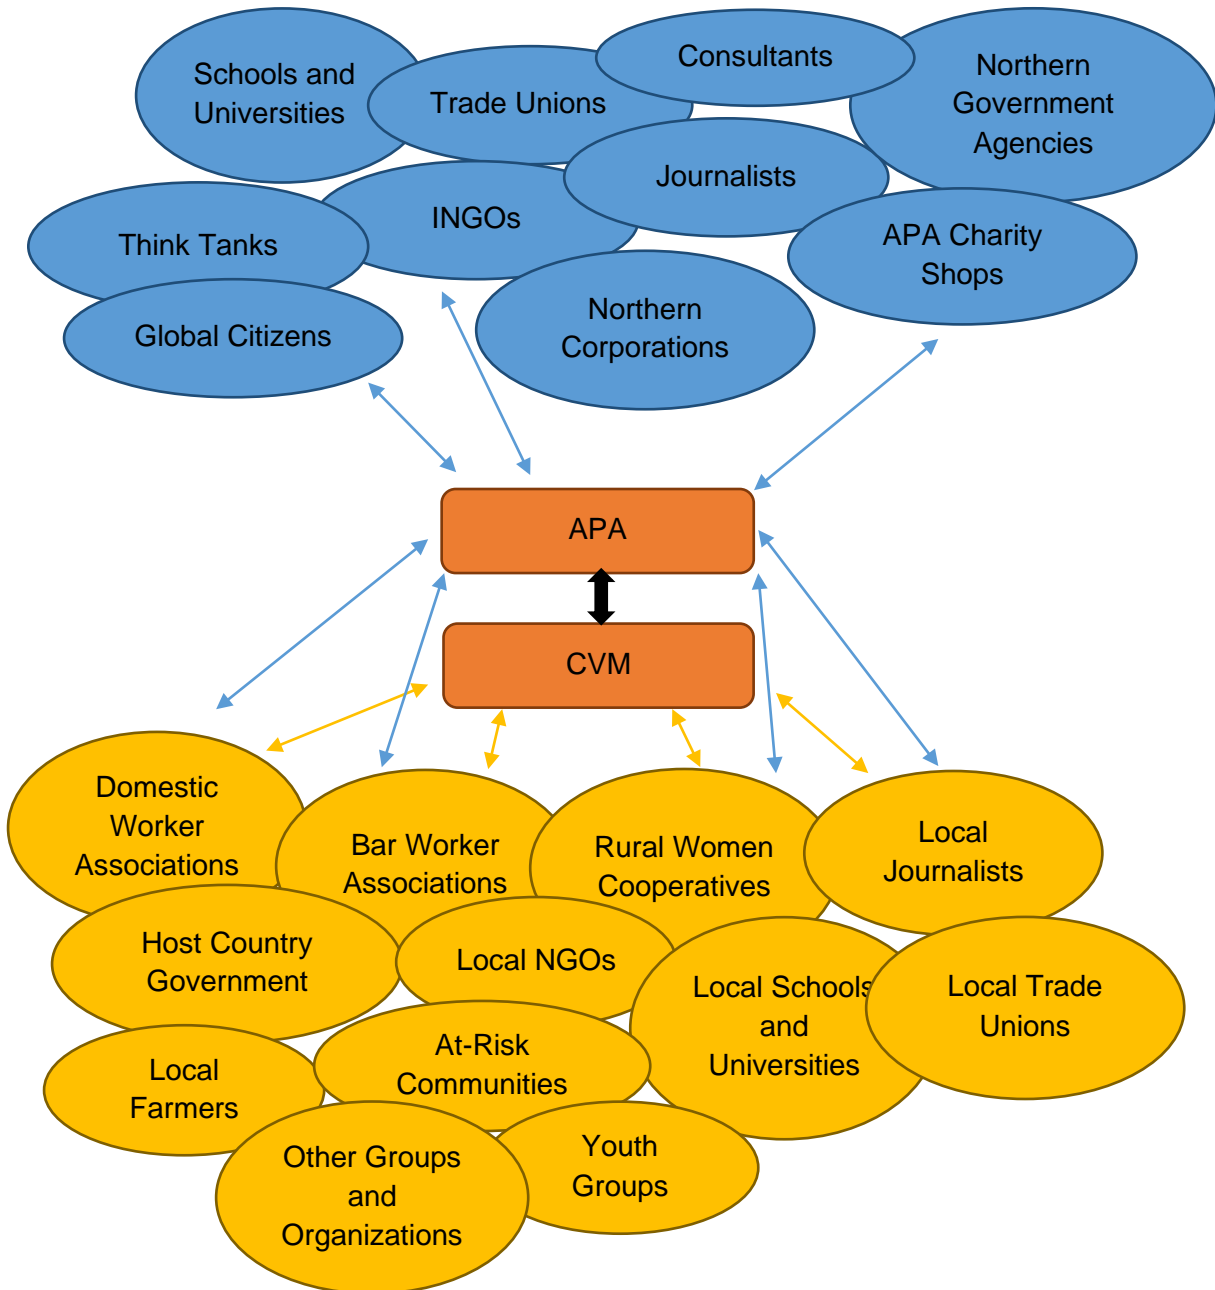 Schools and
Universities
Trade Unions
Consultants
Northern
Government
Agencies
Journalists
INGOs
Think Tanks
APA Charity
Shops
Global Citizens
Northern
Corporations
APA
CVM
Domestic
Worker
Associations
Bar Worker
Associations
Rural Women
Cooperatives
Local
Journalists
Host Country
Government
Local NGOs
Local Schools
and
Universities
Local Trade
Unions
Local
Farmers
At-Risk
Communities
Other Groups
and
Organizations
Youth
Groups